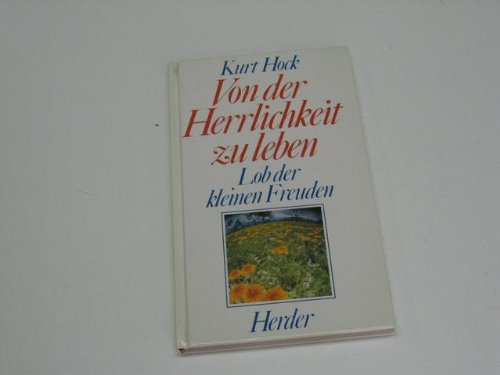 Kurt Hock
Von der
Herrlichkeit
zu leben
Lob der
kleinen Freuden
Herder